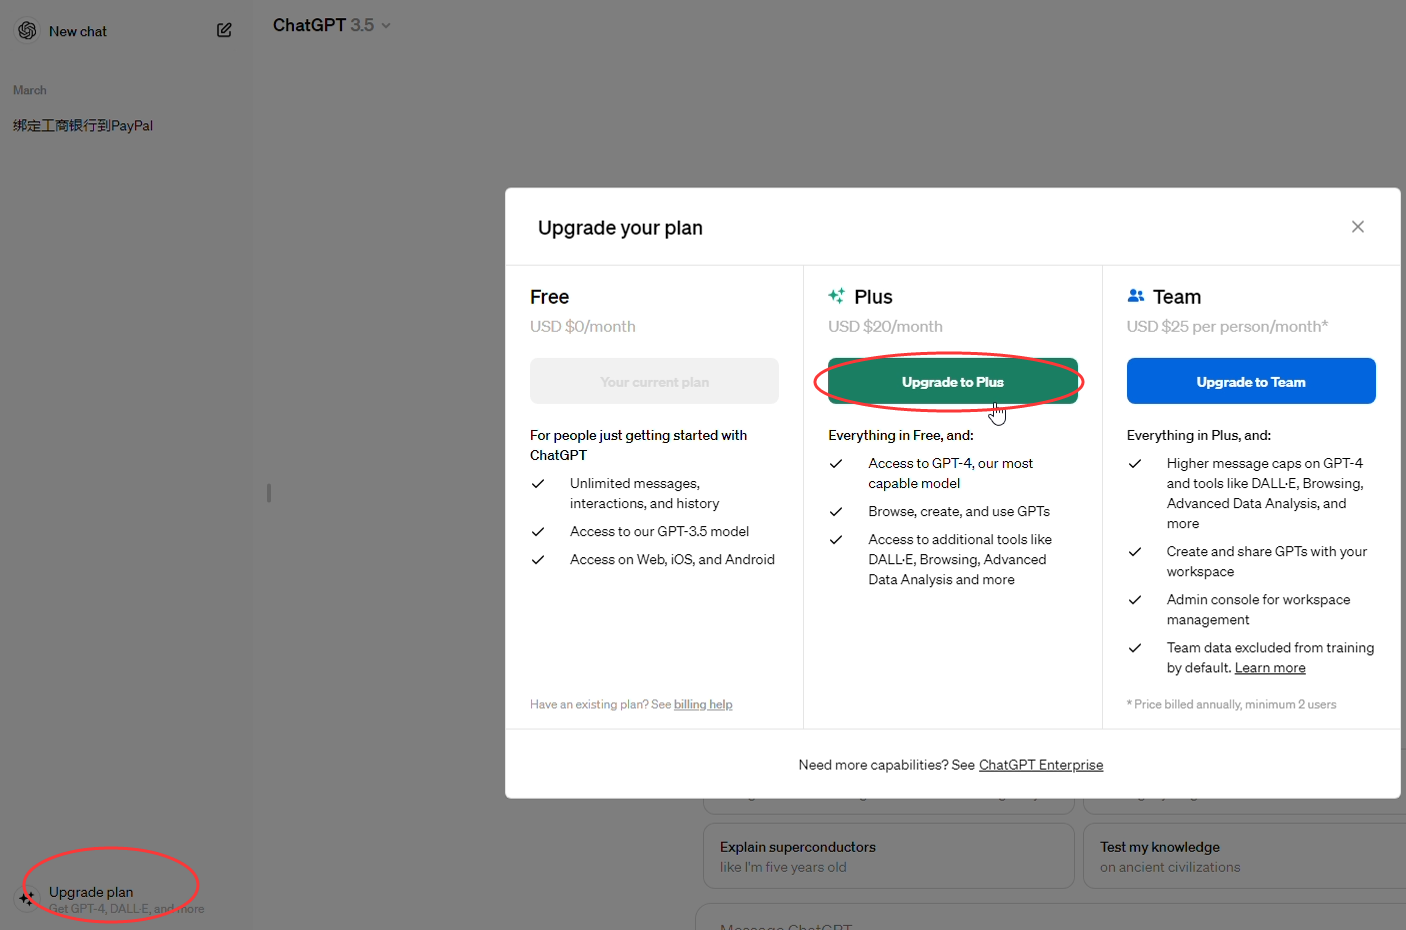 New chat
ChatGPT 3.5
March
绑定工商银行到PayPal
Upgrade your plan
Free
USD $0/month
Your current plan
For people just getting started with
ChatGPT
Unlimited messages,
interactions, and history
Access to our GPT-3.5 model
Access on Web, iOS, and Android
Have an existing plan? See billing help
Plus
USD $20/month
Upgrade to Plus
Everything in Free, and:
Access to GPT-4, our most
capable model
Browse, create, and use GPTs
Access to additional tools like
DALL·E, Browsing, Advanced
Data Analysis and more
Team
USD $25 per person/month*
Upgrade to Team
Everything in Plus, and:
Higher message caps on GPT-4
and tools like DALL·E, Browsing,
Advanced Data Analysis, and
more
Create and share GPTs with your
workspace
Admin console for workspace
management
Team data excluded from training
by default. Learn more
* Price billed annually, minimum 2 users
Need more capabilities? See ChatGPT Enterprise
Explain superconductors
like I'm five years old
Test my knowledge
on ancient civilizations
Upgrade plan
Get GPT-4, DALL·E, and more
Message ChatGPT